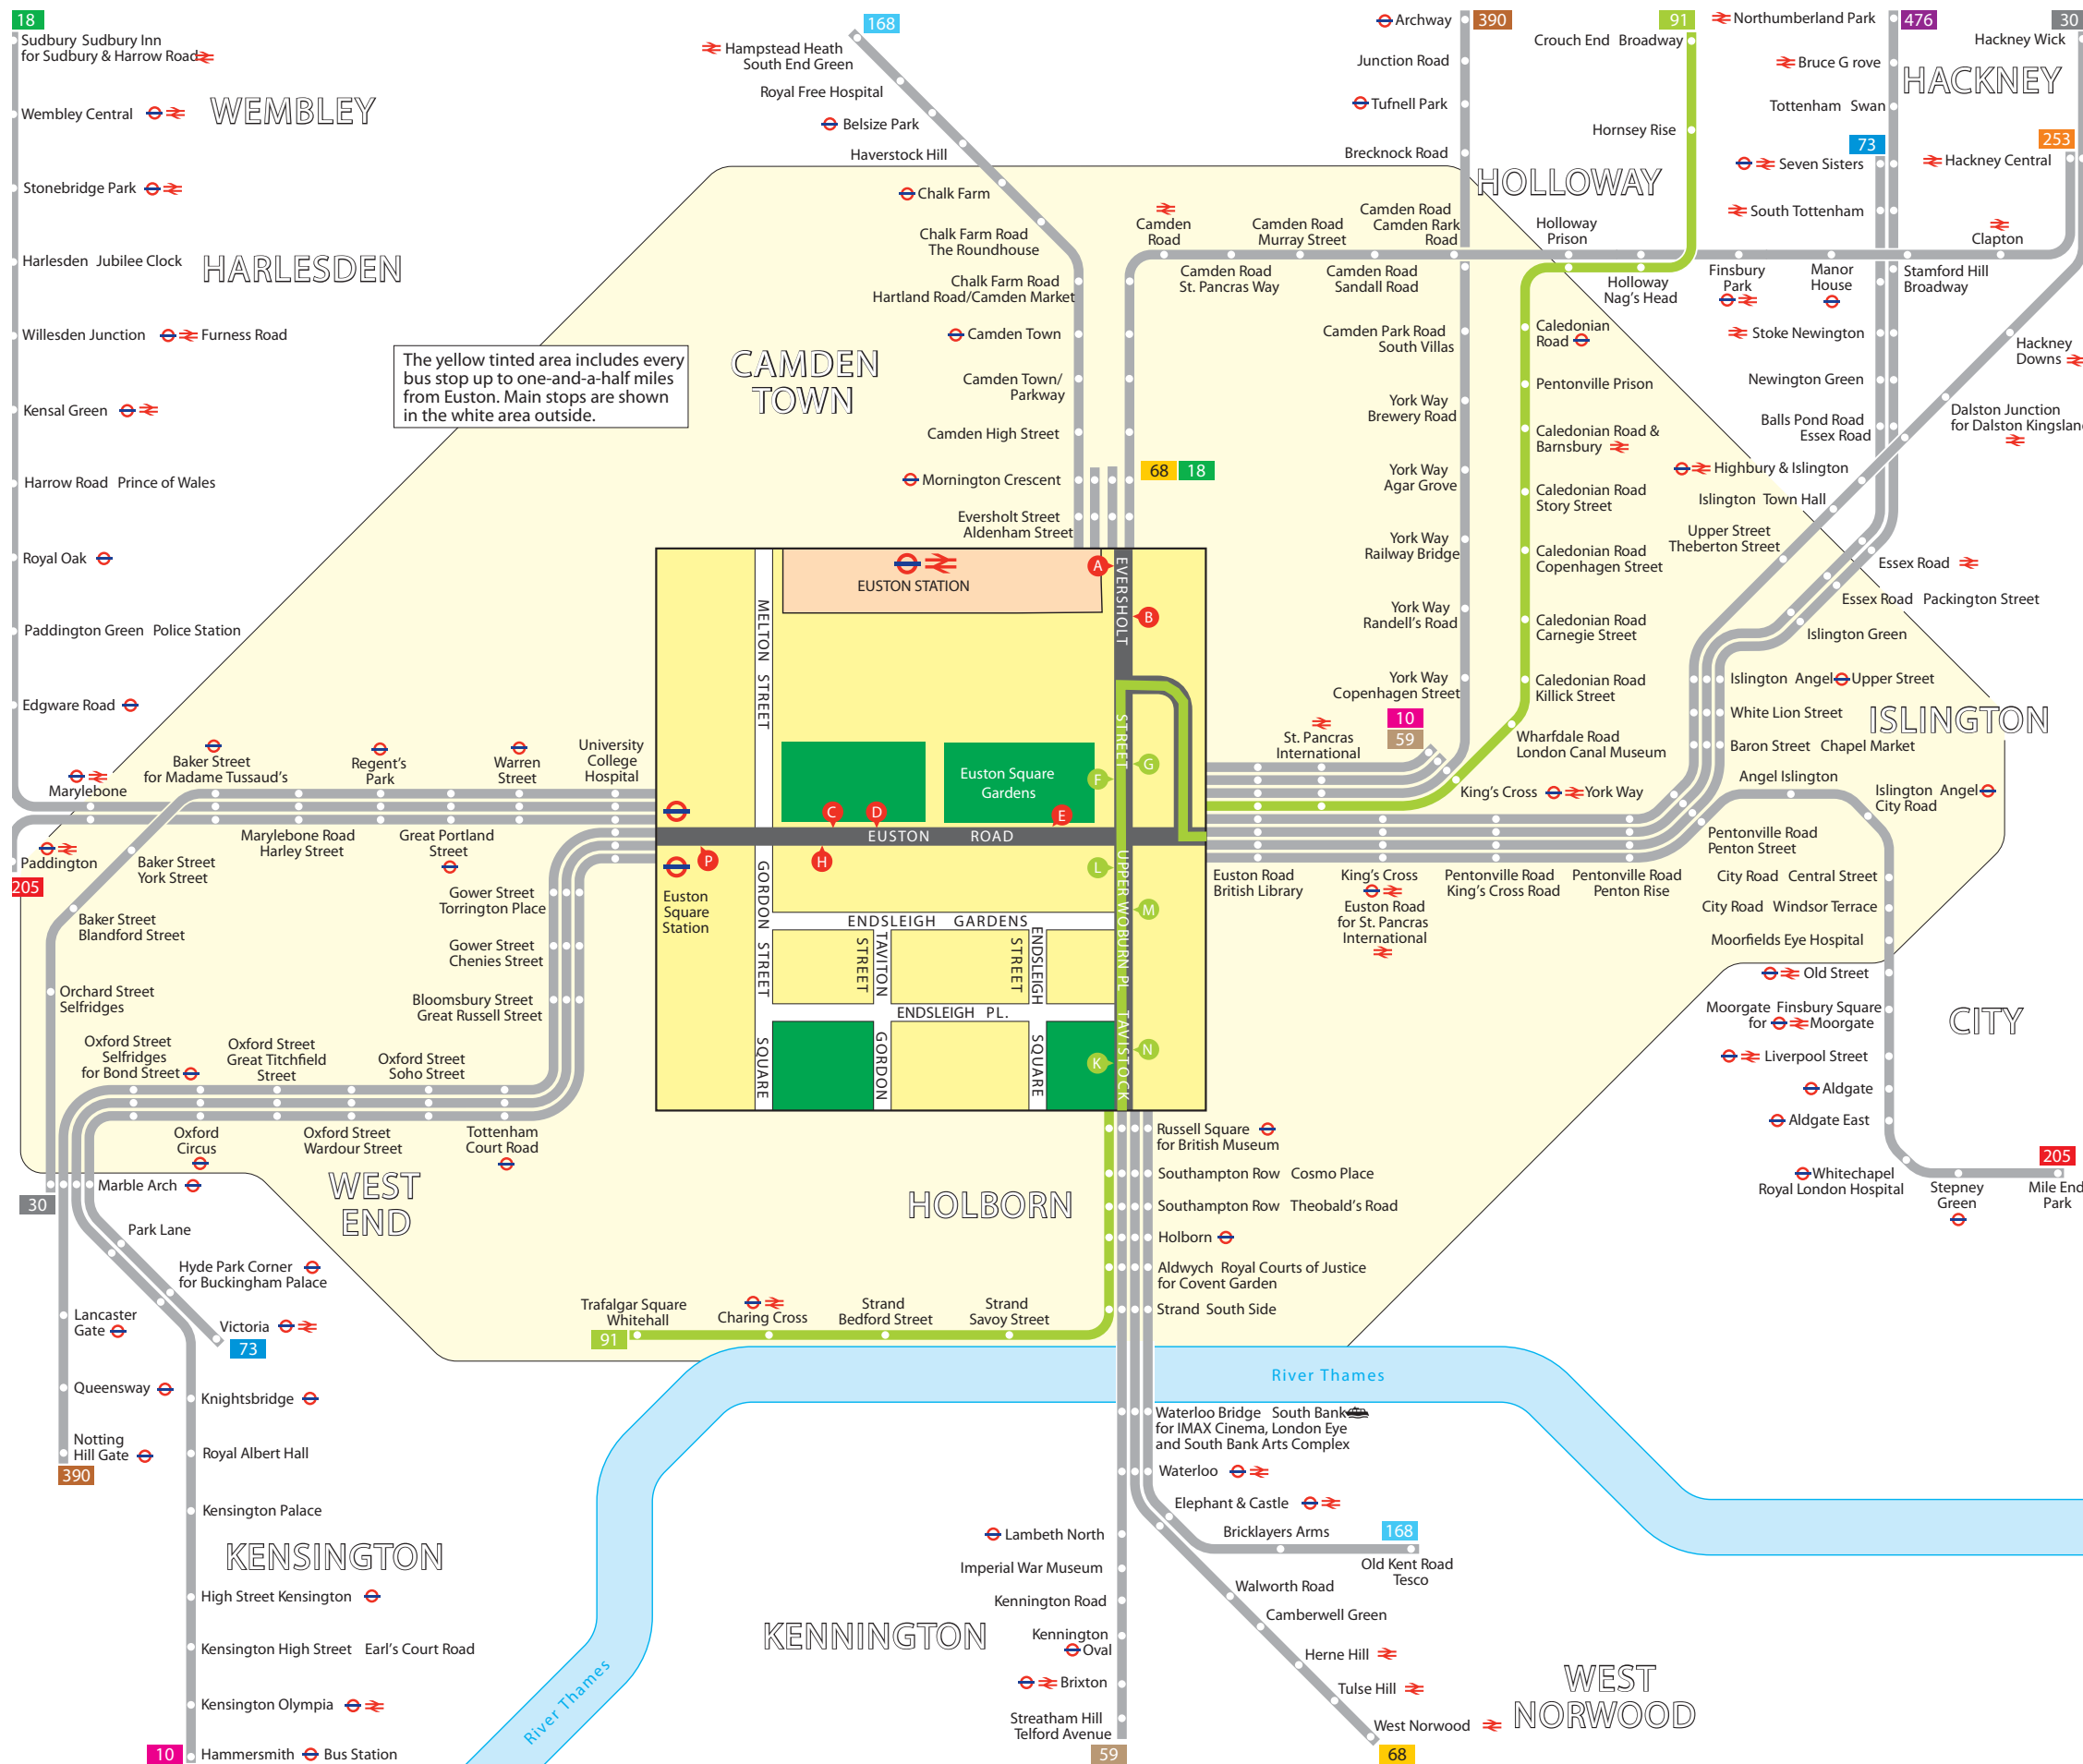 18
Sudbury Sudbury Inn
for Sudbury & Harrow Road
Wembley Central
WEMBLEY
Stonebridge Park
Harlesden Jubilee Clock
HARLESDEN
Willesden Junction
Furness Road
Kensal Green
Harrow Road Prince of Wales
Royal Oak
Paddington Green Police Station
Edgware Road
Marylebone
Paddington
205
The yellow tinted area includes every
bus stop up to one-and-a-half miles
from Euston. Main stops are shown
in the white area outside.
168
Hampstead Heath
South End Green
Royal Free Hospital
Belsize Park
Haverstock Hill
Chalk Farm
Chalk Farm Road
The Roundhouse
Chalk Farm Road
Hartland Road/Camden Market
Camden Town
CAMDEN
TOWN
Camden Town/
Parkway
Camden High Street
Mornington Crescent
Eversholt Street
Aldenham Street
68
18
Camden
Road
Camden Road
St. Pancras Way
Camden Road
Murray Street
Camden Road
Sandall Road
Camden Road
Camden Rark
Road
390
Archway
Junction Road
Tufnell Park
Brecknock Road
HOLLOWAY
Camden Park Road
South Villas
York Way
Brewery Road
York Way
Agar Grove
York Way
Railway Bridge
York Way
Randell's Road
York Way
Copenhagen Street
91
Crouch End Broadway
Hornsey Rise
Holloway
Prison
Holloway
Nag's Head
Caledonian
Road
Pentonville Prison
Caledonian Road &
Barnsbury
Caledonian Road
Story Street
Caledonian Road
Copenhagen Street
Caledonian Road
Carnegie Street
Caledonian Road
Killick Street
Wharfdale Road
London Canal Museum
King's Cross
York Way
Northumberland Park
476
Bruce G rove
Tottenham Swan
73
Seven Sisters
South Tottenham
30
Hackney Wick
HACKNEY
253
Hackney Central
Clapton
Finsbury
Park
Manor
House
Stamford Hill
Broadway
Stoke Newington
Newington Green
Balls Pond Road
Essex Road
Hackney
Downs
Dalston Junction
for Dalston Kingsland
Highbury & Islington
Islington Town Hall
Upper Street
Theberton Street
Essex Road
Essex Road Packington Street
Islington Green
Islington Angel
Upper Street
White Lion Street
ISLINGTON
Baron Street Chapel Market
Angel Islington
Islington Angel
City Road
Pentonville Road
Penton Street
City Road Central Street
City Road Windsor Terrace
Moorfields Eye Hospital
Old Street
Moorgate Finsbury Square
for Moorgate
CITY
Liverpool Street
Aldgate
Aldgate East
Whitechapel
Royal London Hospital
Stepney
Green
205
Mile End
Park
10
59
St. Pancras
International
Euston Road
British Library
King's Cross
Euston Road
for St. Pancras
International
Pentonville Road
King's Cross Road
Pentonville Road
Penton Rise
Baker Street
for Madame Tussaud's
Regent's
Park
Warren
Street
University
College
Hospital
Marylebone Road
Harley Street
Great Portland
Street
Baker Street
York Street
Baker Street
Blandford Street
Orchard Street
Selfridges
Gower Street
Torrington Place
Gower Street
Chenies Street
Bloomsbury Street
Great Russell Street
Oxford Street
Selfridges
for Bond Street
Oxford Street
Great Titchfield
Street
Oxford Street
Soho Street
Oxford
Circus
Oxford Street
Wardour Street
Tottenham
Court Road
WEST
END
30
Marble Arch
Park Lane
Hyde Park Corner
for Buckingham Palace
Victoria
73
Lancaster
Gate
Queensway
Notting
Hill Gate
390
Knightsbridge
Royal Albert Hall
Kensington Palace
KENSINGTON
High Street Kensington
Kensington High Street Earl's Court Road
Kensington Olympia
10
Hammersmith
Bus Station
EUSTON STATION
MELTON STREET
EVERSHOLT STREET
Euston Square
Gardens
EUSTON ROAD
Euston
Square
Station
GORDON STREET
ENDSLEIGH GARDENS
TAVITON
STREET
ENDSLEIGH
STREET
UPPER WOBURN PL
ENDSLEIGH PL.
TAVISTOCK
SQUARE
GORDON
SQUARE
A
B
C
D
E
F
G
H
K
L
M
N
P
HOLBORN
Russell Square
for British Museum
Southampton Row Cosmo Place
Southampton Row Theobald's Road
Holborn
Aldwych Royal Courts of Justice
for Covent Garden
Strand South Side
91
Trafalgar Square
Whitehall
Charing Cross
Strand
Bedford Street
Strand
Savoy Street
River Thames
River Thames
Waterloo Bridge South Bank
for IMAX Cinema, London Eye
and South Bank Arts Complex
Waterloo
Elephant & Castle
Bricklayers Arms
168
Old Kent Road
Tesco
Lambeth North
Imperial War Museum
Kennington Road
KENNINGTON
Kennington
Oval
Brixton
Streatham Hill
Telford Avenue
59
Walworth Road
Camberwell Green
Herne Hill
Tulse Hill
West Norwood
68
WEST
NORWOOD